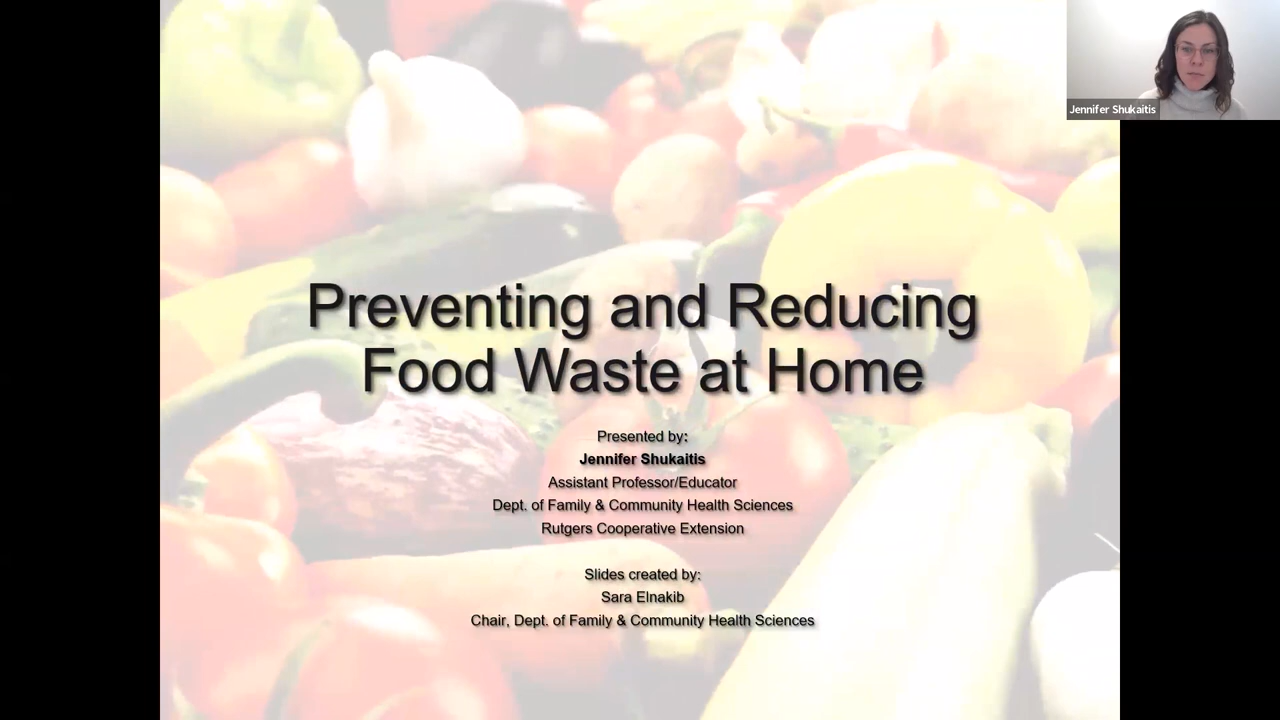 Jennifer Shukaitis
Preventing and Reducing
Food Waste at Home
Presented by:
Jennifer Shukaitis
Assistant Professor/Educator
Dept. of Family & Community Health Sciences
Rutgers Cooperative Extension
Slides created by:
Sara Elnakib
Chair, Dept. of Family & Community Health Sciences